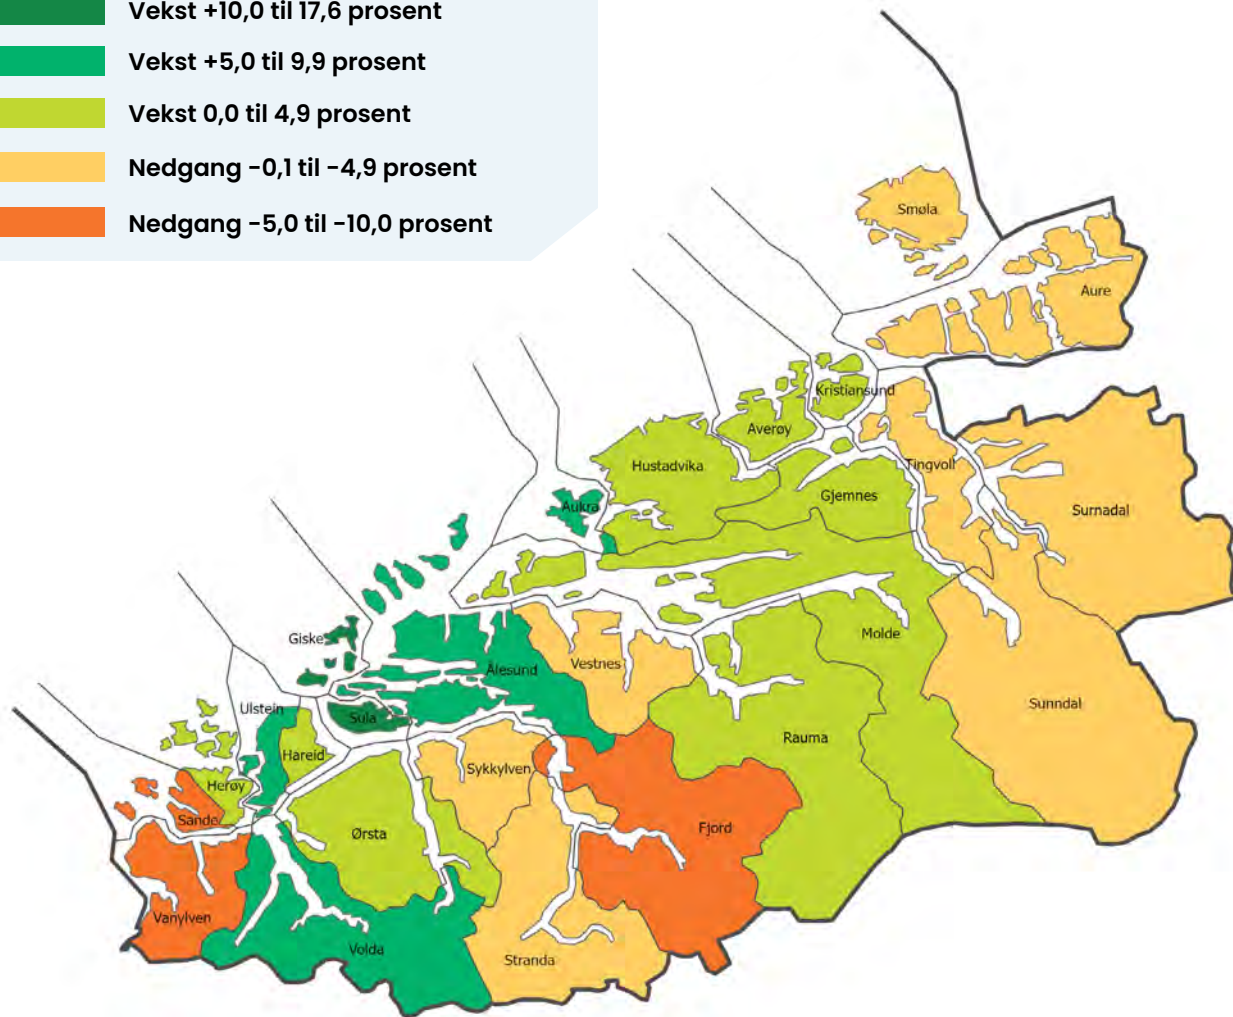 Vekst +10,0 til 17,6 prosent
Vekst +5,0 til 9,9 prosent
Vekst 0,0 til 4,9 prosent
Nedgang -0,1 til -4,9 prosent
Nedgang -5,0 til -10,0 prosent
Smøla
Aure
Kristiansund
Averøy
Hustadvika
Tingvoll
Gjemnes
Aukra
Surnadal
Giske
Molde
Vestnes
Ålesund
Sunndal
Ulstein
Sula
Rauma
Hareid
Sykkylven
Herøy
Sande
Fjord
Ørsta
Vanylven
Volda
Stranda